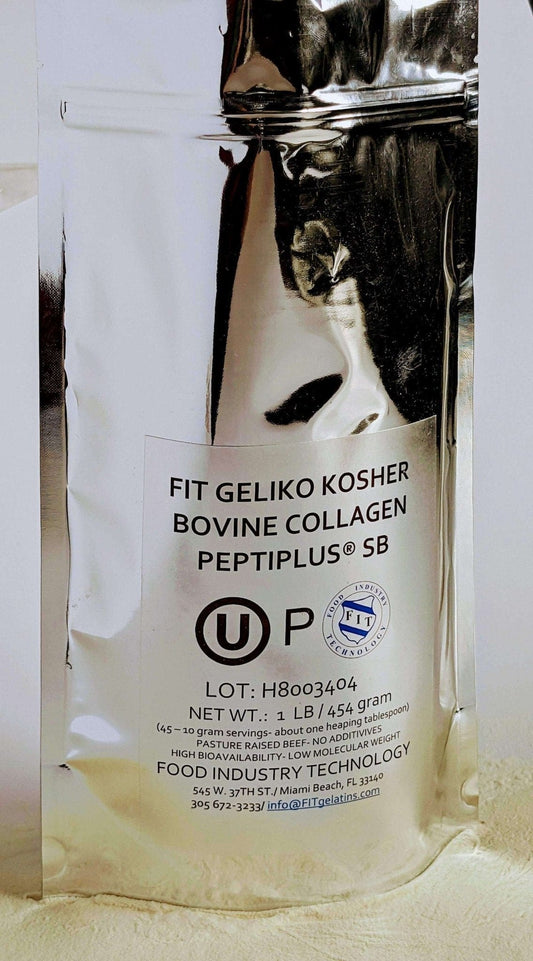 FIT GELIKO KOSHER
BOVINE COLLAGEN
PEPTIPLUS® SB
U P FOOD INDUSTRY FIT TECHNOLOGY
LOT: H8003404
NET WT.: 1 LB / 454 gram
(45 – 10 gram servings- about one heaping tablespoon)
PASTURE RAISED BEEF- NO ADDITIVIVES
HIGH BIOAVAILABILITY- LOW MOLECULAR WEIGHT
FOOD INDUSTRY TECHNOLOGY
545 W. 37TH ST./ Miami Beach, FL 33140
305 672-3233/ info@FITgelatins.com